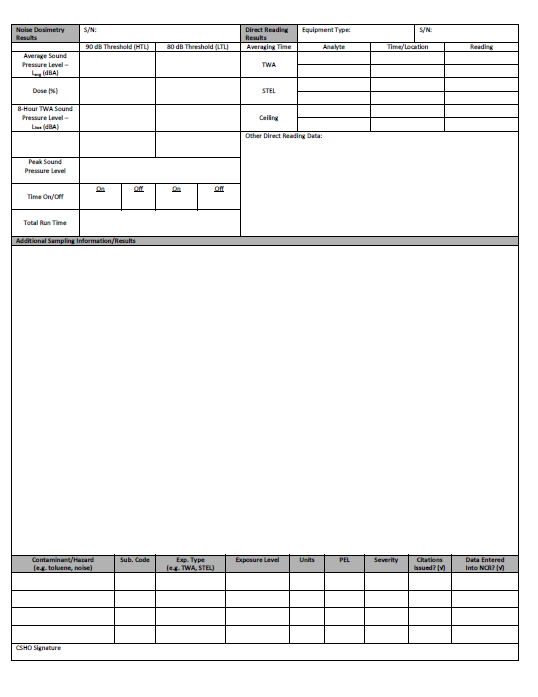 Noise Dosimetry Results
S/N:
Direct Reading Results
Equipment Type:
S/N:
90 dB Threshold (HTL)
80 dB Threshold (LTL)
Averaging Time
Analyte
Time/Location
Reading
Average Sound
Pressure Level –
Lavg (dBA)
TWA
Dose (%)
STEL
8-Hour TWA Sound
Pressure Level –
(dBA)
Ceiling
Other Direct Reading Data:
Peak Sound
Pressure Level
Time On/Off
On
Off
On
Off
Total Run Time
Additional Sampling Information/Results
Contaminant/Hazard
(e.g. toluene, noise)
Sub. Code
Exp. Type
(e.g. TWA, STEL)
Exposure Level
Units
PEL
Severity
Citations
Issued? (√)
Data Entered
Into NCR? (√)
CSHO Signature